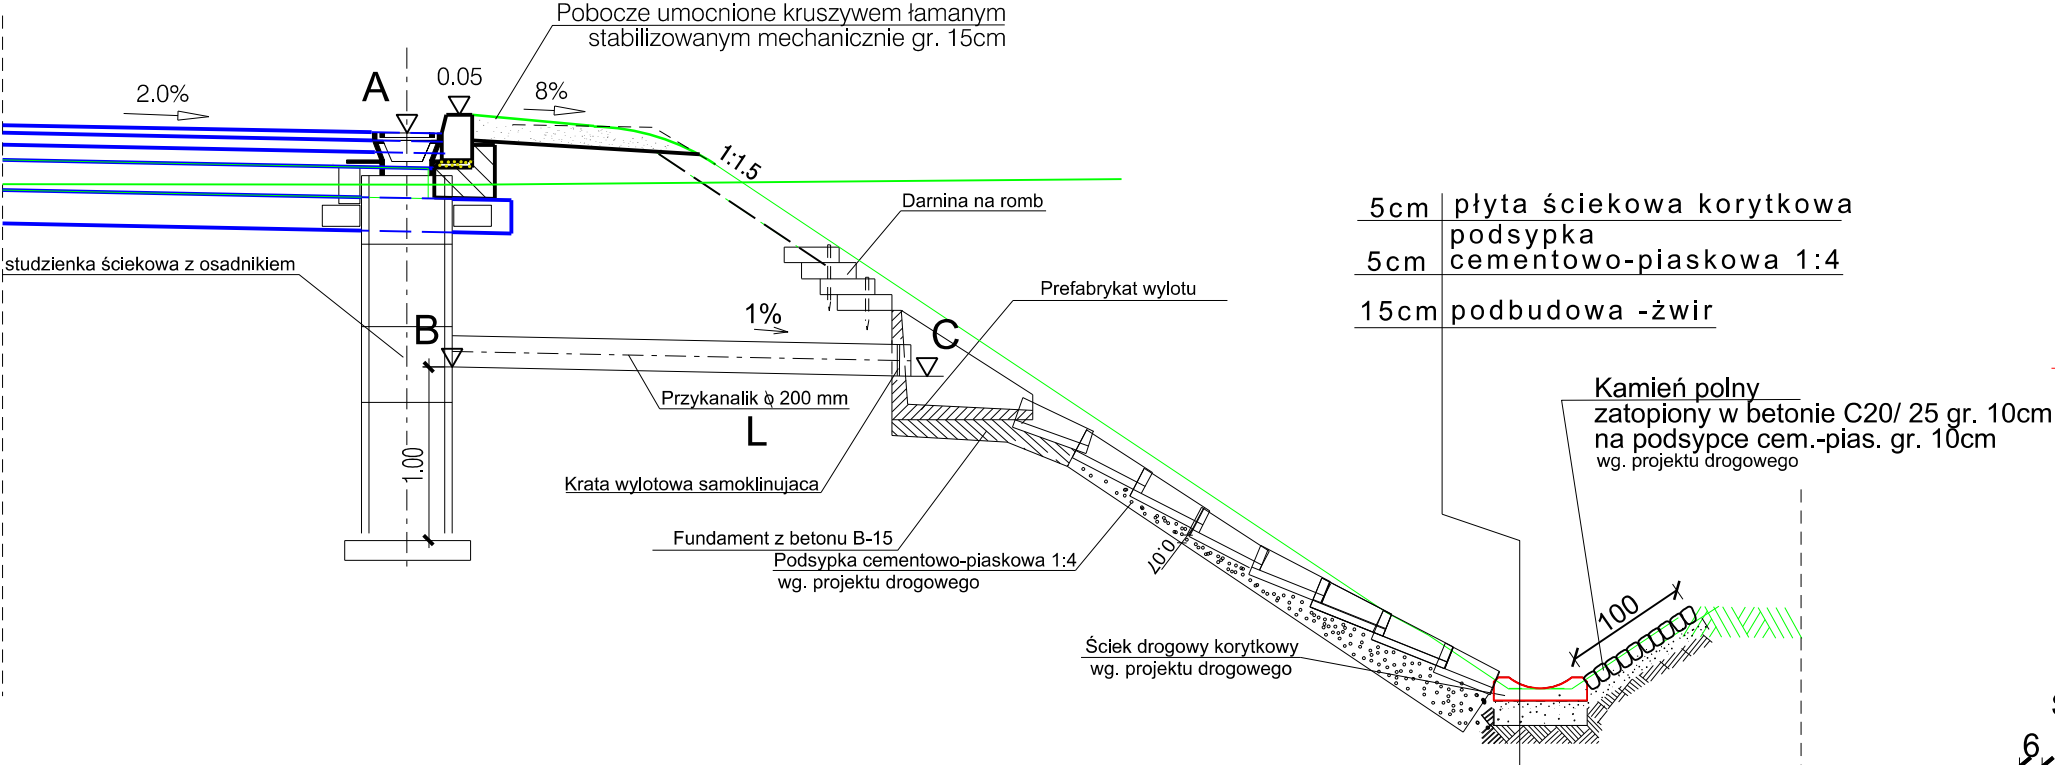 Pobocze umocnione kruszywem łamanym
stabilizowanym mechanicznie gr. 15cm
A
0.05
2.0%
8%
1:1.5
Darnina na romb
5cm płyta ściekowa korytkowa
podsypka
5cm cementowo-piaskowa 1:4
15cm podbudowa -żwir
studzienka ściekowa z osadnikiem
Prefabrykat wylotu
1%
B
C
Przykanalik ϕ 200 mm
L
Kamień polny
zatopiony w betonie C20/ 25 gr. 10cm
na podsypce cem.-pias. gr. 10cm
wg. projektu drogowego
1.00
Krata wylotowa samoklinujaca
Fundament z betonu B-15
Podsypka cementowo-piaskowa 1:4
wg. projektu drogowego
0.07
100
Ściek drogowy korytkowy
wg. projektu drogowego
6